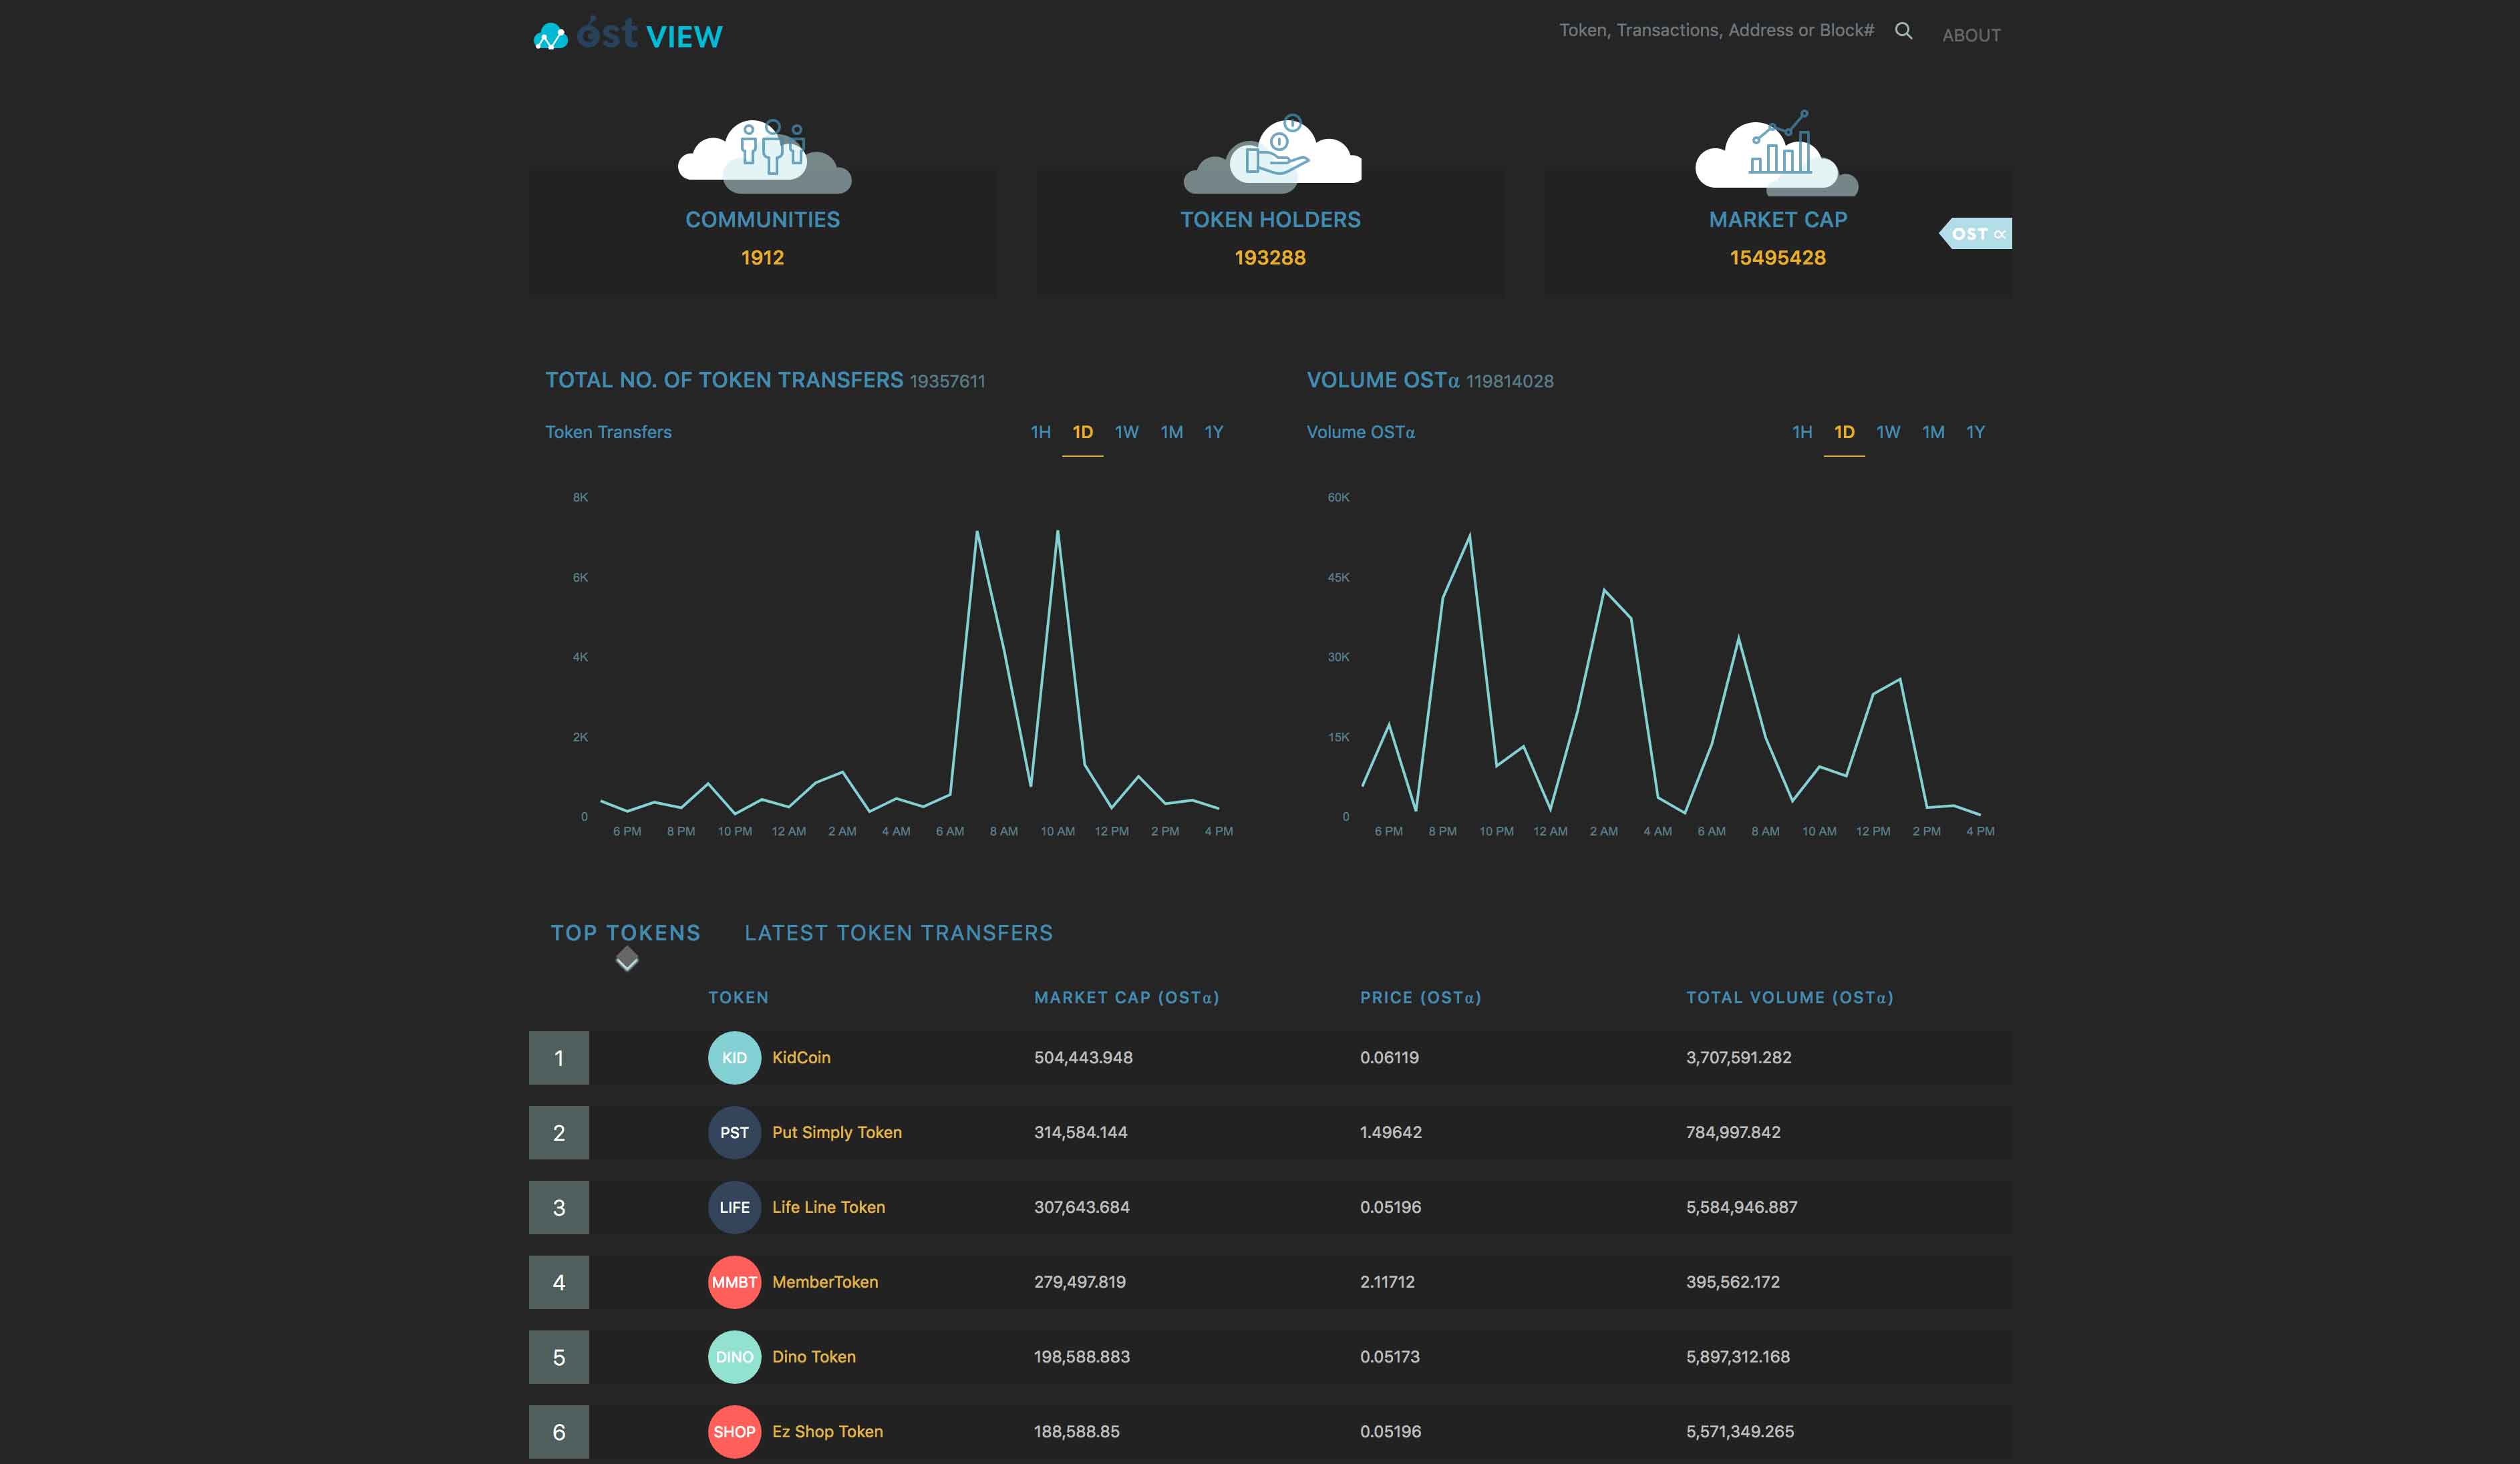 ost VIEW
Token, Transactions, Address or Block#
ABOUT
COMMUNITIES
1912
TOKEN HOLDERS
193288
MARKET CAP
15495428
OST ∝
TOTAL NO. OF TOKEN TRANSFERS 19357611
Token Transfers
1H 1D 1W 1M 1Y
8K
6K
4K
2K
0
6 PM 8 PM 10 PM 12 AM 2 AM 4 AM 6 AM 8 AM 10 AM 12 PM 2 PM 4 PM
VOLUME OSTα 119814028
Volume OSTα
1H 1D 1W 1M 1Y
60K
45K
30K
15K
0
6 PM 8 PM 10 PM 12 AM 2 AM 4 AM 6 AM 8 AM 10 AM 12 PM 2 PM 4 PM
TOP TOKENS LATEST TOKEN TRANSFERS
TOKEN MARKET CAP (OSTα) PRICE (OSTα) TOTAL VOLUME (OSTα)
1 KID KidCoin 504,443.948 0.06119 3,707,591.282
2 PST Put Simply Token 314,584.144 1.49642 784,997.842
3 LIFE Life Line Token 307,643.684 0.05196 5,584,946.887
4 MMBT MemberToken 279,497.819 2.11712 395,562.172
5 DINO Dino Token 198,588.883 0.05173 5,897,312.168
6 SHOP Ez Shop Token 188,588.85 0.05196 5,571,349.265